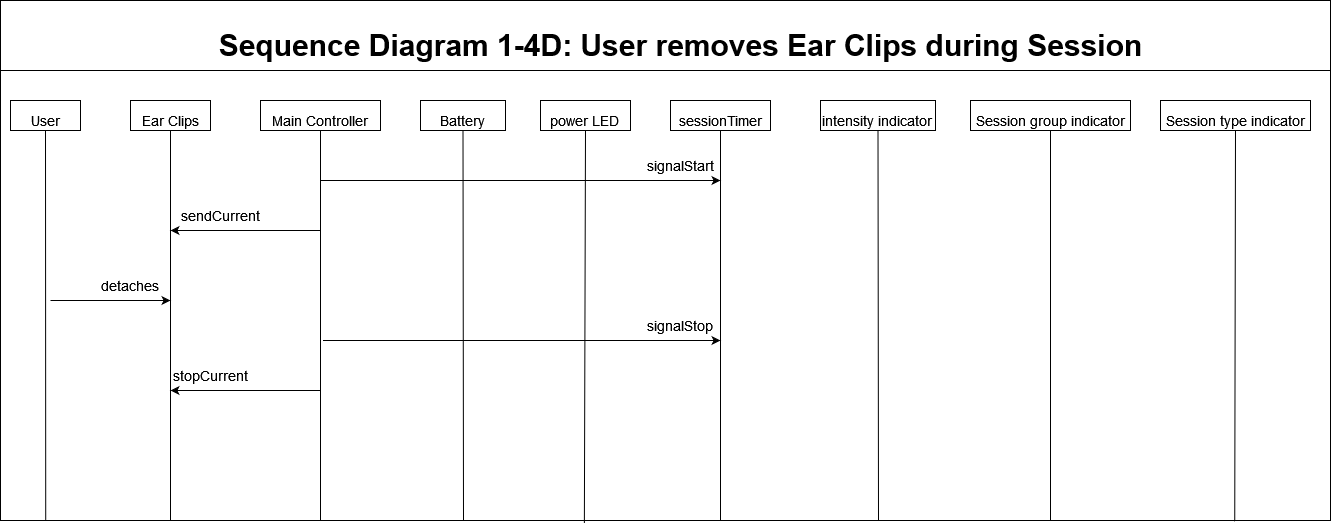 Sequence Diagram 1-4D: User removes Ear Clips during Session
User
Ear Clips
Main Controller
Battery
power LED
sessionTimer
intensity indicator
Session group indicator
Session type indicator
signalStart
sendCurrent
detaches
signalStop
stopCurrent